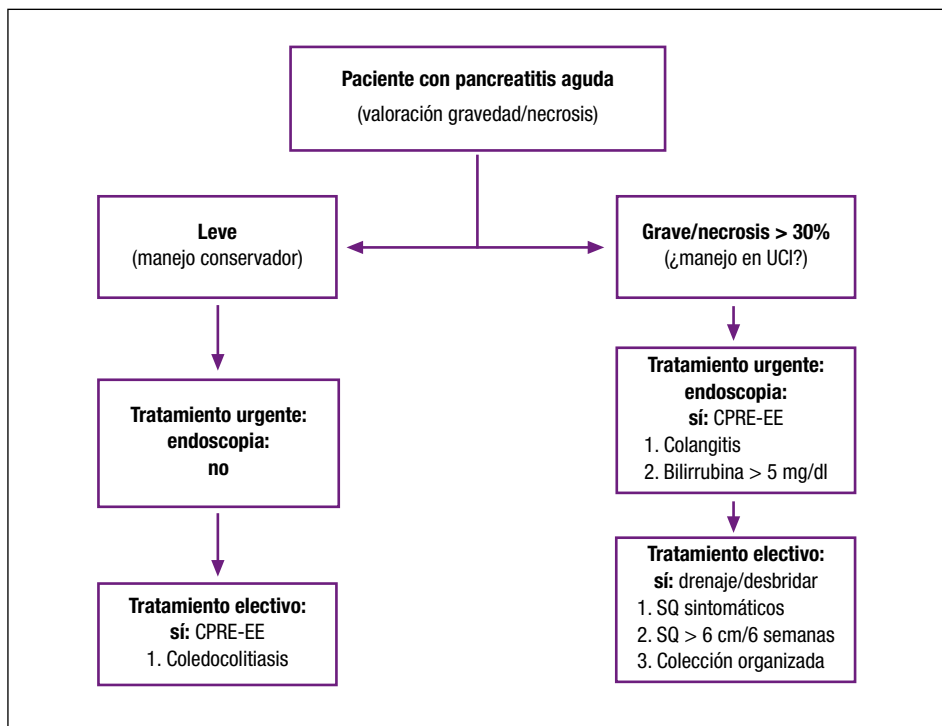 Paciente con pancreatitis aguda
(valoración gravedad/necrosis)
Leve
(manejo conservador)
Grave/necrosis > 30%
(¿manejo en UCI?)
Tratamiento urgente:
endoscopia:
no
Tratamiento urgente:
endoscopia:
sí: CPRE-EE
1. Colangitis
2. Bilirrubina > 5 mg/dl
Tratamiento electivo:
sí: CPRE-EE
1. Coledocolitiasis
Tratamiento electivo:
sí: drenaje/desbridar
1. SQ sintomáticos
2. SQ > 6 cm/6 semanas
3. Colección organizada